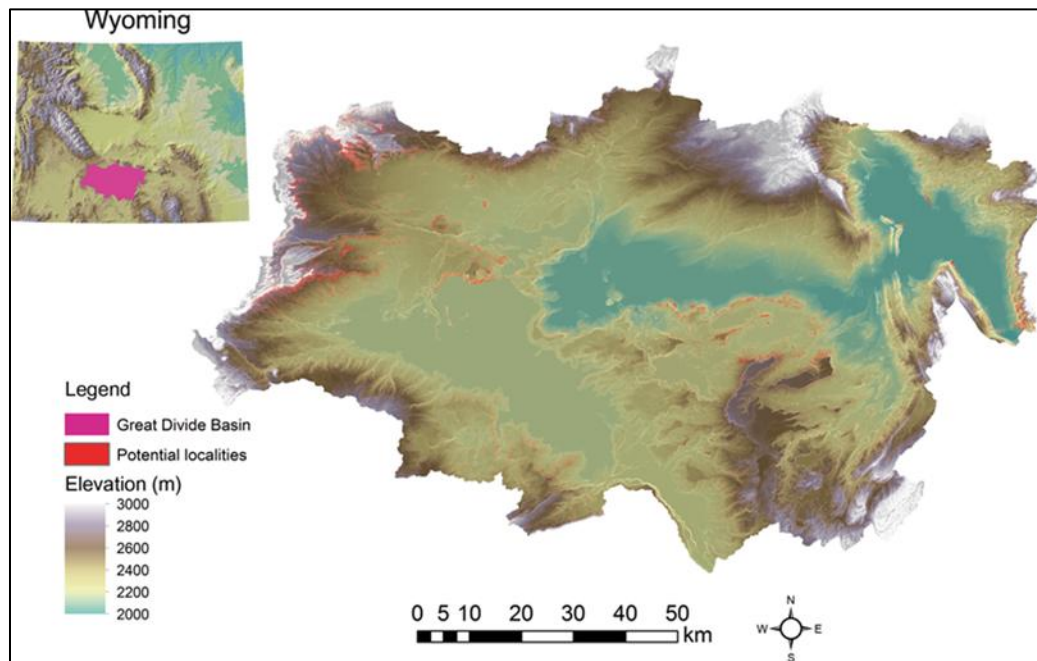 Wyoming
Legend
Great Divide Basin
Potential localities
Elevation (m)
3000
2800
2600
2400
2200
2000
0 5 10 20 30 40 50
km
N
W E
S